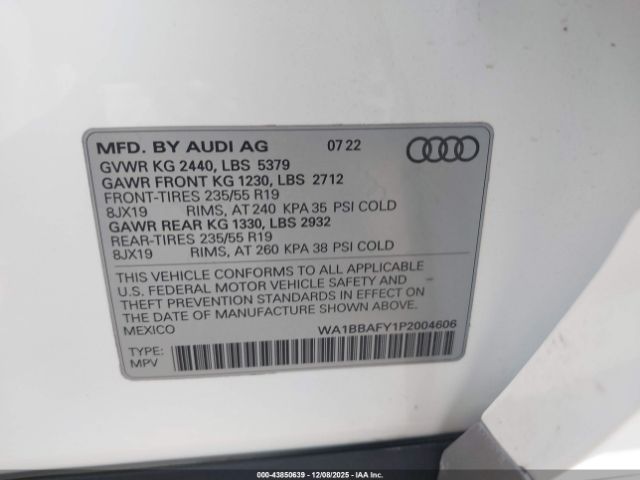 MFD. BY AUDI AG 07 22
GVWR KG 2440, LBS 5379
GAWR FRONT KG 1230, LBS 2712
FRONT-TIRES 235/55 R19
8JX19 RIMS, AT 240 KPA 35 PSI COLD
GAWR REAR KG 1330, LBS 2932
REAR-TIRES 235/55 R19
8JX19 RIMS, AT 260 KPA 38 PSI COLD
THIS VEHICLE CONFORMS TO ALL APPLICABLE
U.S. FEDERAL MOTOR VEHICLE SAFETY AND
THEFT PREVENTION STANDARDS IN EFFECT ON
THE DATE OF MANUFACTURE SHOWN ABOVE.
MEXICO WA1BBAFY1P2004606
TYPE:
MPV
000-43850639 - 12/08/2025 - IAA, Inc.